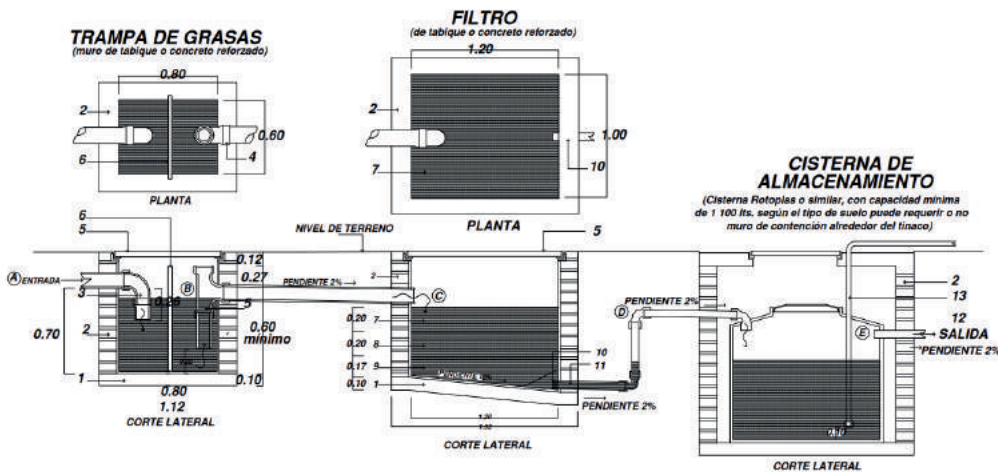 TRAMPA DE GRASAS
(muro de tabique o concreto reforzado)
0.80
2
0.60
6
4
PLANTA
FILTRO
(de tabique o concreto reforzado)
1.20
2
1.00
7
10
PLANTA
CISTERNA DE
ALMACENAMIENTO
(Cisterna Rotoplas o similar, con capacidad mínima
de 1 100 lts. según el tipo de suelo puede requerir o no
muro de contención alrededor del tinaco)
6
5
NIVEL DE TERRENO
5
0.12
A ENTRADA
B
0.27
PENDIENTE 2%
3
0.26
5
0.70
2
0.60
mínimo
1
0.10
0.80
1.12
CORTE LATERAL
2
C
0.20
7
0.20
8
0.17
9
0.10
1
PENDIENTE
10
11
PENDIENTE 2%
1.20
CORTE LATERAL
PENDIENTE 2%
D
2
13
12
E
SALIDA
PENDIENTE 2%
CORTE LATERAL